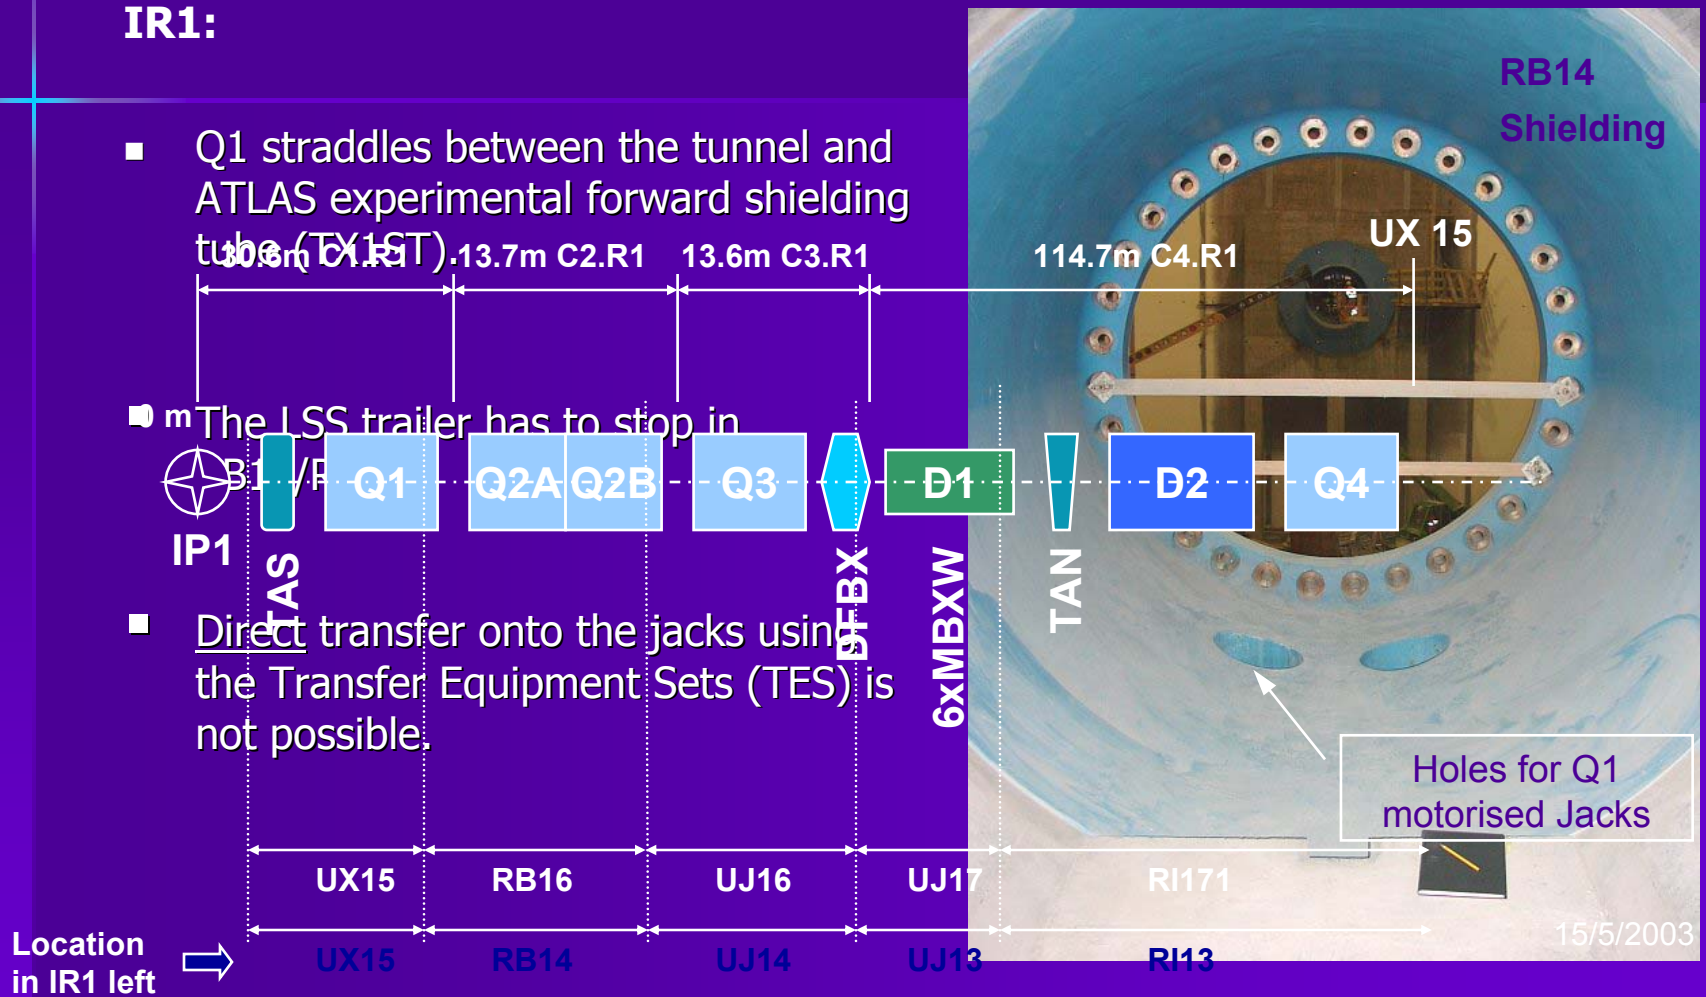 IR1:
RB14
Shielding
Q1 straddles between the tunnel and
ATLAS experimental forward shielding
tube (TX1ST).
30.6m C1.R1
13.7m C2.R1
13.6m C3.R1
114.7m C4.R1
UX 15
0 m
The LSS trailer has to stop in
Q1
Q2A
Q2B
Q3
D1
D2
Q4
IP1
TAS
DFBX
6xMBXW
TAN
Direct transfer onto the jacks using
the Transfer Equipment Sets (TES) is
not possible.
Holes for Q1
motorised Jacks
UX15
RB16
UJ16
UJ17
RI171
15/5/2003
Location
in IR1 left
UX15
RB14
UJ14
UJ13
RI13